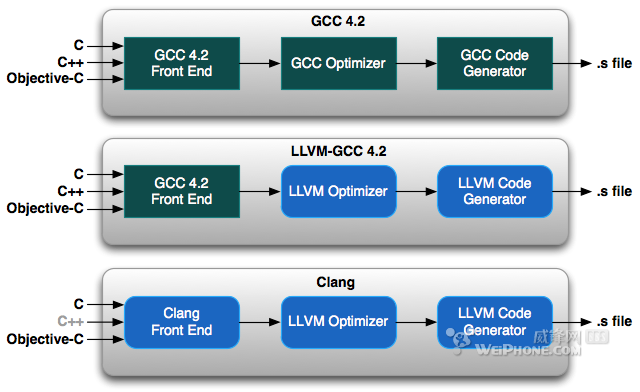 GCC 4.2
C
C++
Objective-C
GCC 4.2
Front End
GCC Optimizer
GCC Code
Generator
.s file
LLVM-GCC 4.2
C
C++
Objective-C
GCC 4.2
Front End
LLVM Optimizer
LLVM Code
Generator
.s file
Clang
C
C++
Objective-C
Clang
Front End
LLVM Optimizer
LLVM Code
Generator
.s file
威锋网
WEIPHONE.COM